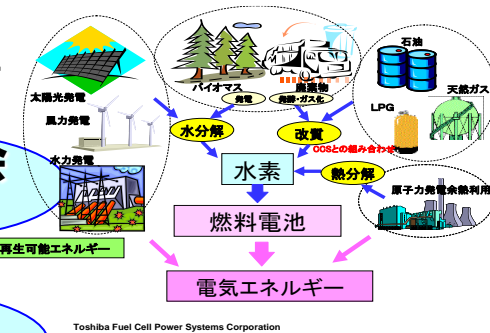 石油
バイオマス
廃棄物
天然ガス
太陽光発電
発電
発酵・ガス化
LPG
風力発電
水分解
改質
CCSとの組み合わせ
水力発電
水素
熱分解
原子力発電余熱利用
燃料電池
再生可能エネルギー
電気エネルギー
Toshiba Fuel Cell Power Systems Corporation